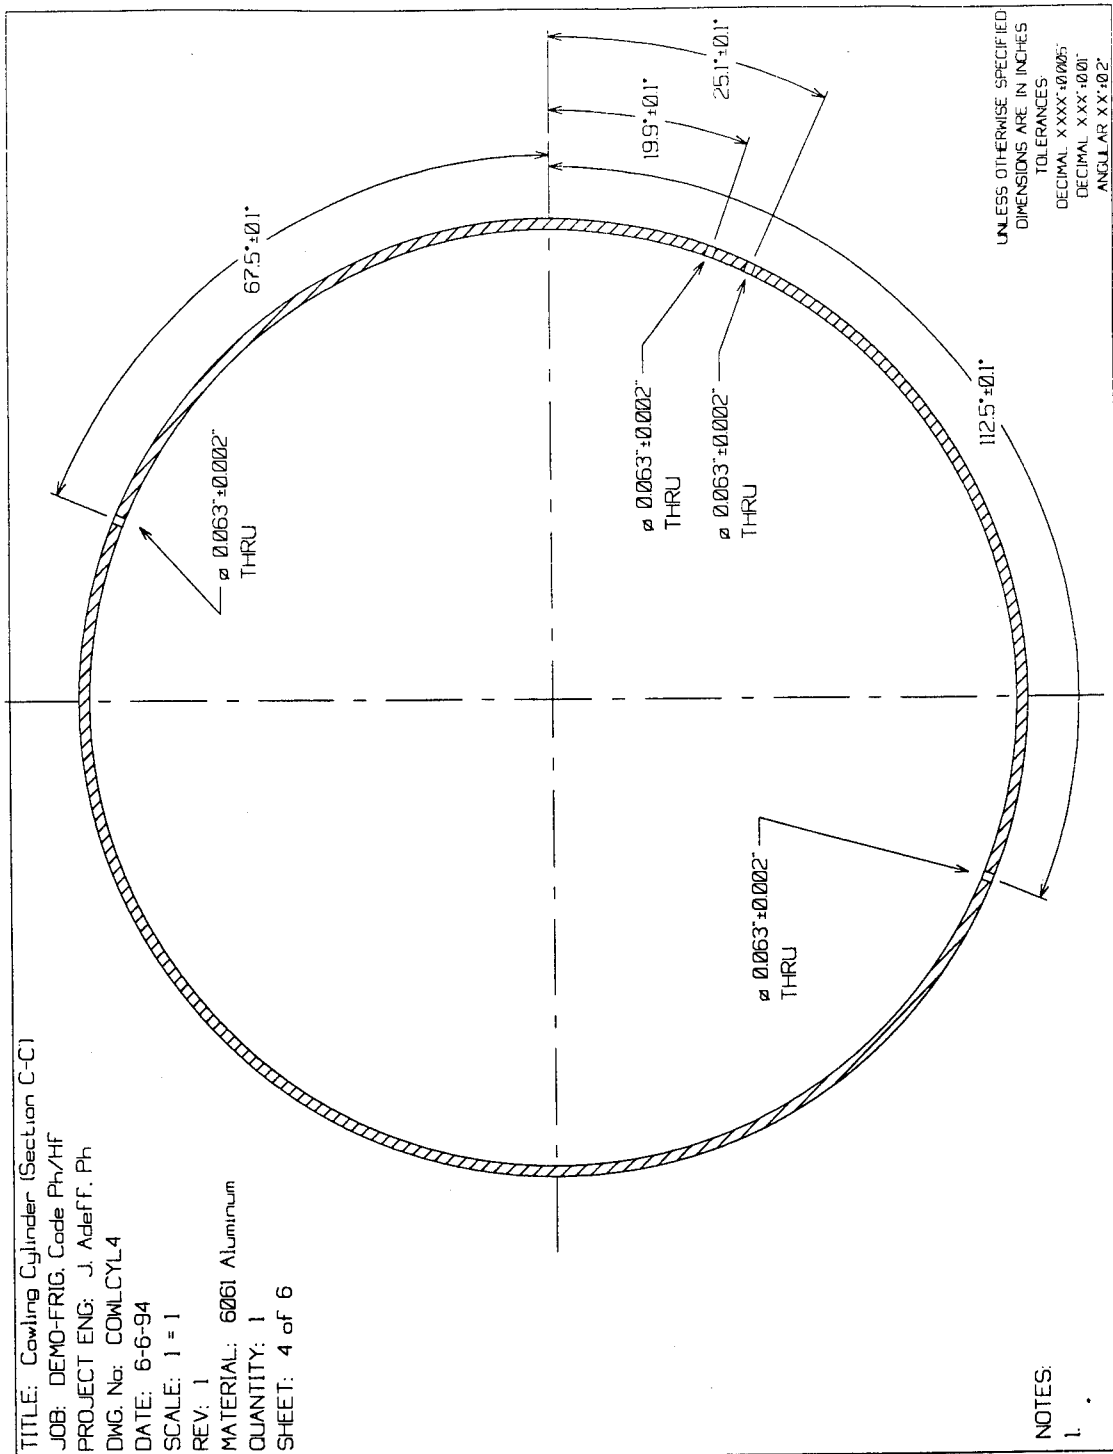 TITLE: Cowling Cylinder (Section C-C)
JOB: DEMO-FRIG, Code Ph/Hf
PROJECT ENG: J. Adeff, Ph
DWG. No: COWLCYL4
DATE: 6-6-94
SCALE: 1 = 1
REV: 1
MATERIAL: 6061 Aluminum
QUANTITY: 1
SHEET: 4 of 6
67.5°±0.1°
ø 0.063"±0.002"
THRU
19.9°±0.1°
25.1°±0.1°
ø 0.063"±0.002"
THRU
ø 0.063"±0.002"
THRU
112.5°±0.1°
ø 0.063"±0.002"
THRU
NOTES:
1.
UNLESS OTHERWISE SPECIFIED
DIMENSIONS ARE IN INCHES
TOLERANCES
DECIMAL X.XXX"±0.005"
DECIMAL X.XX"±0.01"
ANGULAR X.X°±0.2°